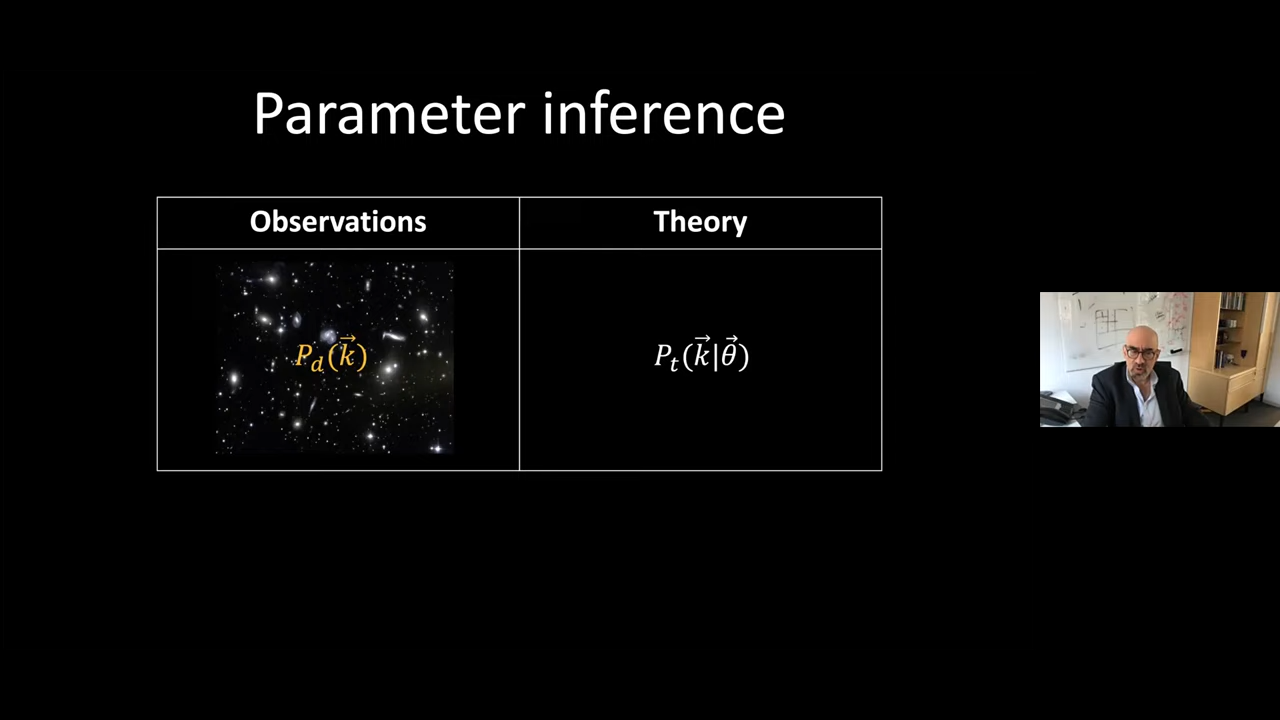 Parameter inference
Observations
Theory
P_d(k⃗)
P_t(k⃗|θ⃗)